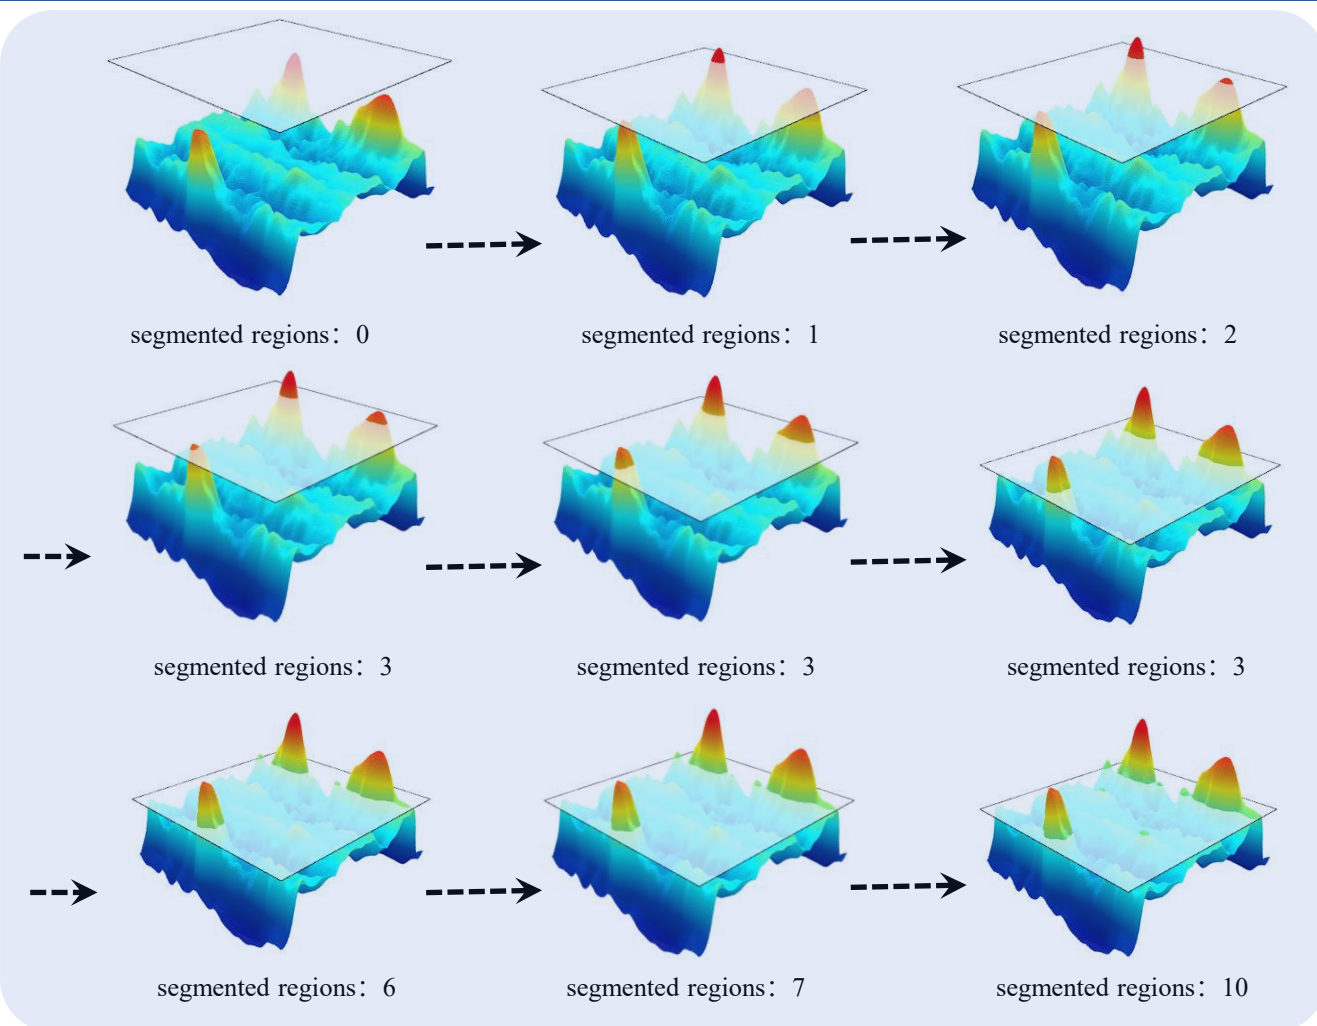 segmented regions：0
segmented regions：1
segmented regions：2
segmented regions：3
segmented regions：3
segmented regions：3
segmented regions：6
segmented regions：7
segmented regions：10